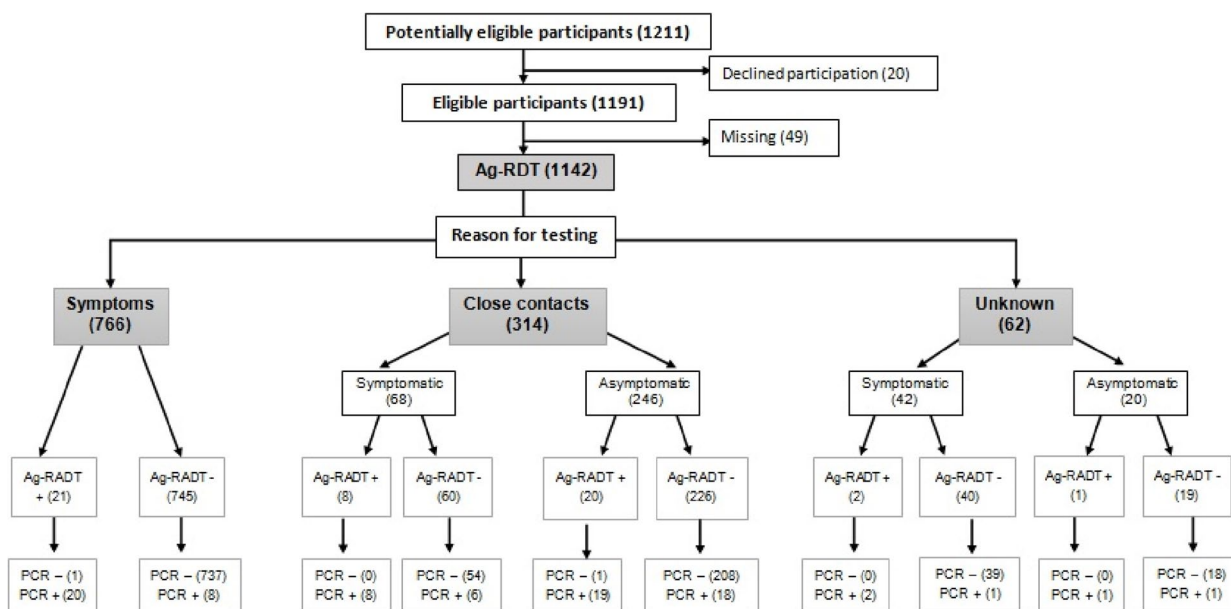 Potentially eligible participants (1211)
Declined participation (20)
Eligible participants (1191)
Missing (49)
Ag-RDT (1142)
Reason for testing
Symptoms
(766)
Close contacts
(314)
Unknown
(62)
Symptomatic
(68)
Asymptomatic
(246)
Symptomatic
(42)
Asymptomatic
(20)
Ag-RADT
+ (21)
Ag-RADT -
(745)
Ag-RADT +
(8)
Ag-RADT -
(60)
Ag-RADT +
(20)
Ag-RADT -
(226)
Ag-RADT +
(2)
Ag-RADT -
(40)
Ag-RADT +
(1)
Ag-RADT -
(19)
PCR – (1)
PCR + (20)
PCR – (737)
PCR + (8)
PCR – (0)
PCR + (8)
PCR – (54)
PCR + (6)
PCR – (1)
PCR + (19)
PCR – (208)
PCR + (18)
PCR – (0)
PCR + (2)
PCR – (39)
PCR + (1)
PCR – (0)
PCR + (1)
PCR – (18)
PCR + (1)